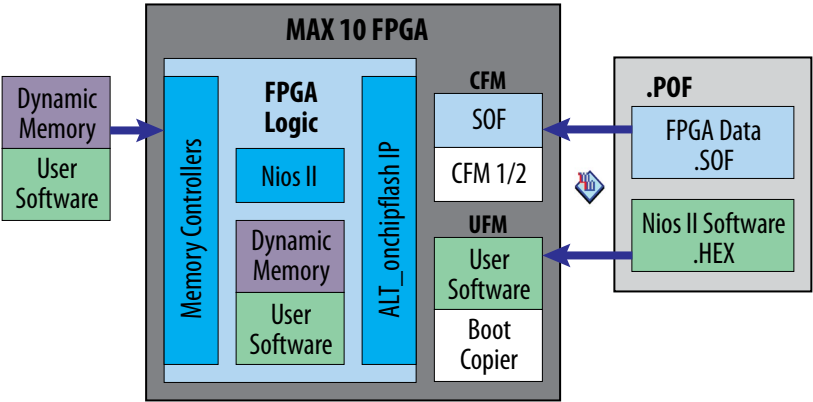 MAX 10 FPGA
Dynamic
Memory
User
Software
Memory Controllers
FPGA
Logic
Nios II
Dynamic
Memory
User
Software
ALT_onchipflash IP
CFM
SOF
CFM 1/2
UFM
User
Software
Boot
Copier
.POF
FPGA Data
.SOF
Nios II Software
.HEX